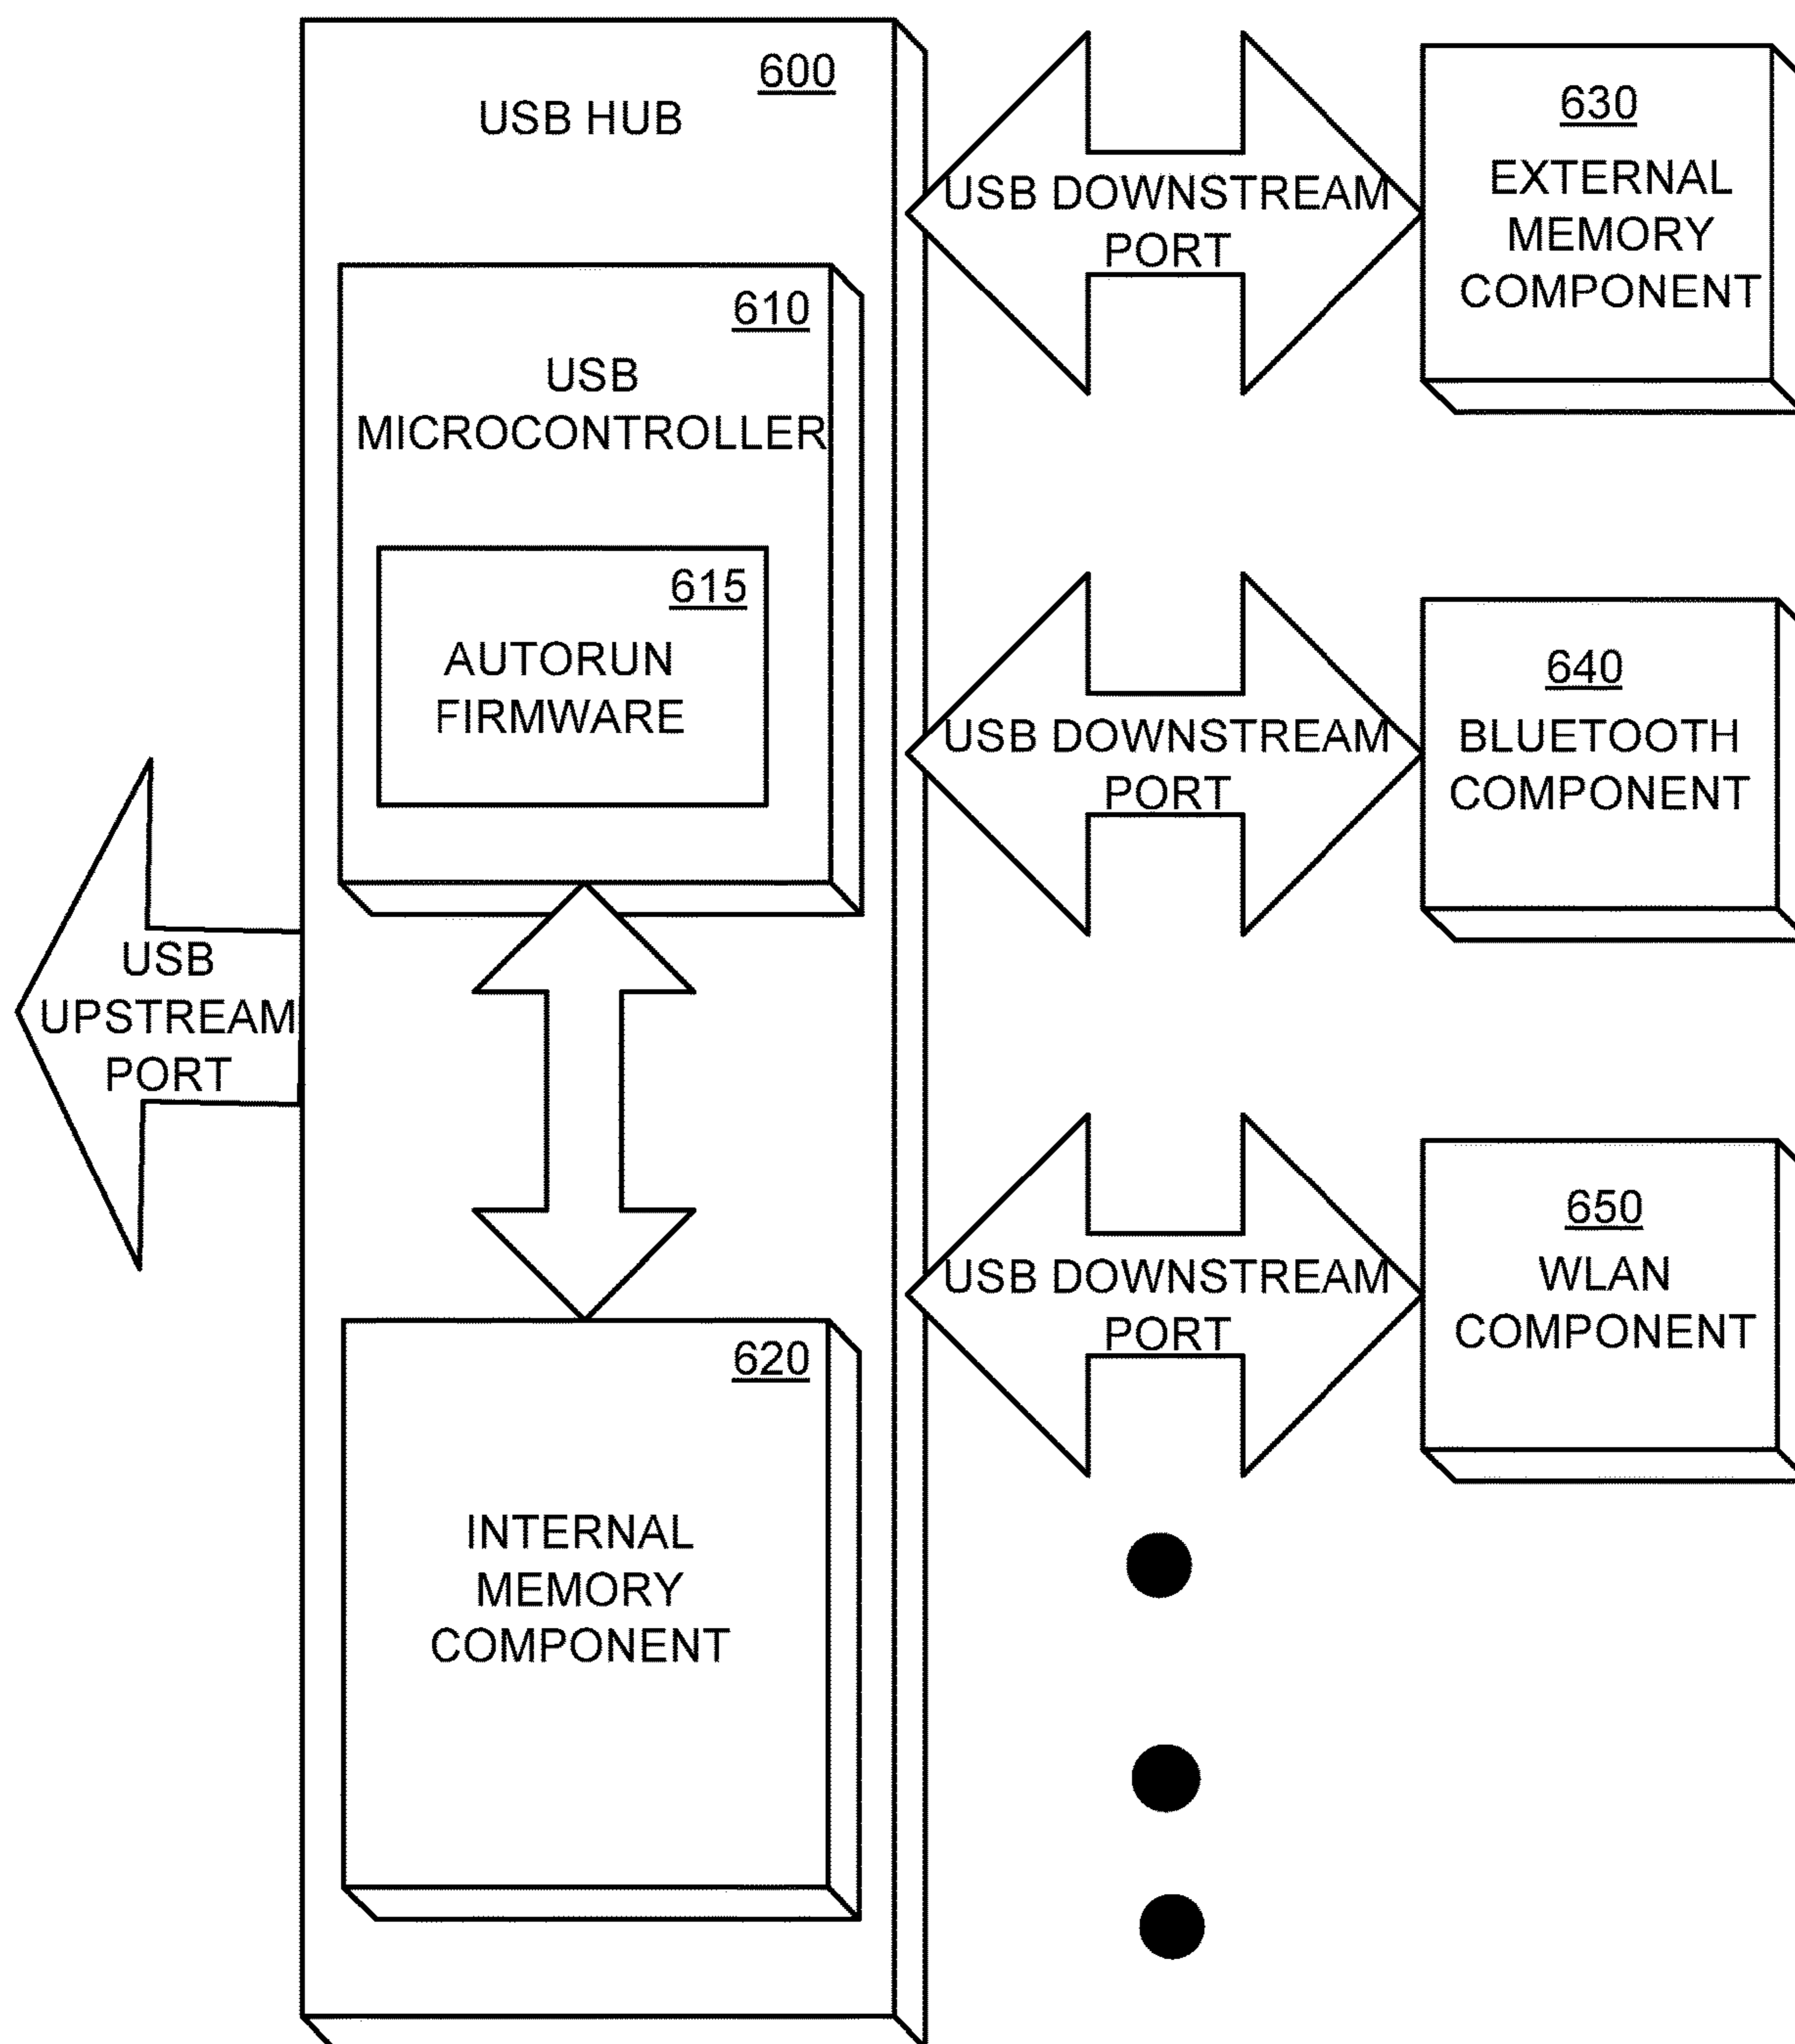 600
USB HUB
610
USB
MICROCONTROLLER
615
AUTORUN
FIRMWARE
USB
UPSTREAM
PORT
620
INTERNAL
MEMORY
COMPONENT
USB DOWNSTREAM
PORT
630
EXTERNAL
MEMORY
COMPONENT
USB DOWNSTREAM
PORT
640
BLUETOOTH
COMPONENT
USB DOWNSTREAM
PORT
650
WLAN
COMPONENT